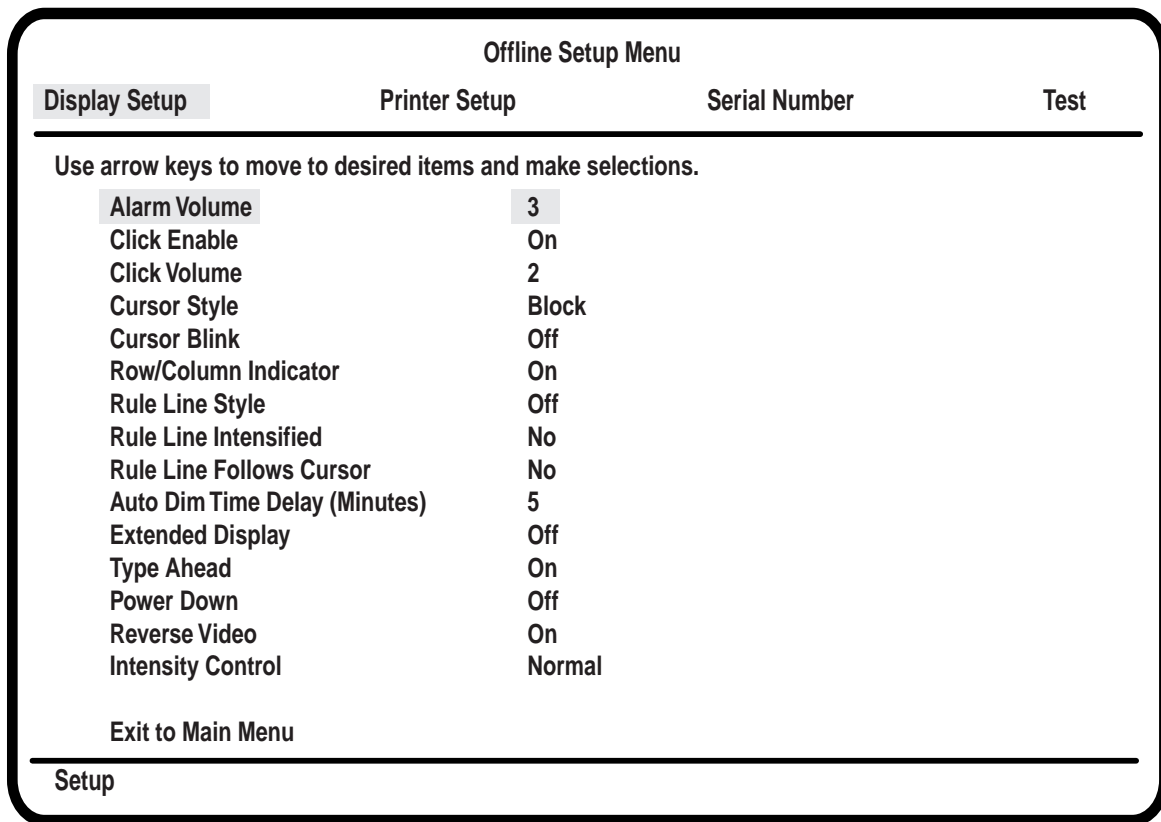 Offline Setup Menu
Display Setup Printer Setup Serial Number Test
Use arrow keys to move to desired items and make selections.
Alarm Volume 3
Click Enable On
Click Volume 2
Cursor Style Block
Cursor Blink Off
Row/Column Indicator On
Rule Line Style Off
Rule Line Intensified No
Rule Line Follows Cursor No
Auto Dim Time Delay (Minutes) 5
Extended Display Off
Type Ahead On
Power Down Off
Reverse Video On
Intensity Control Normal
Exit to Main Menu
Setup